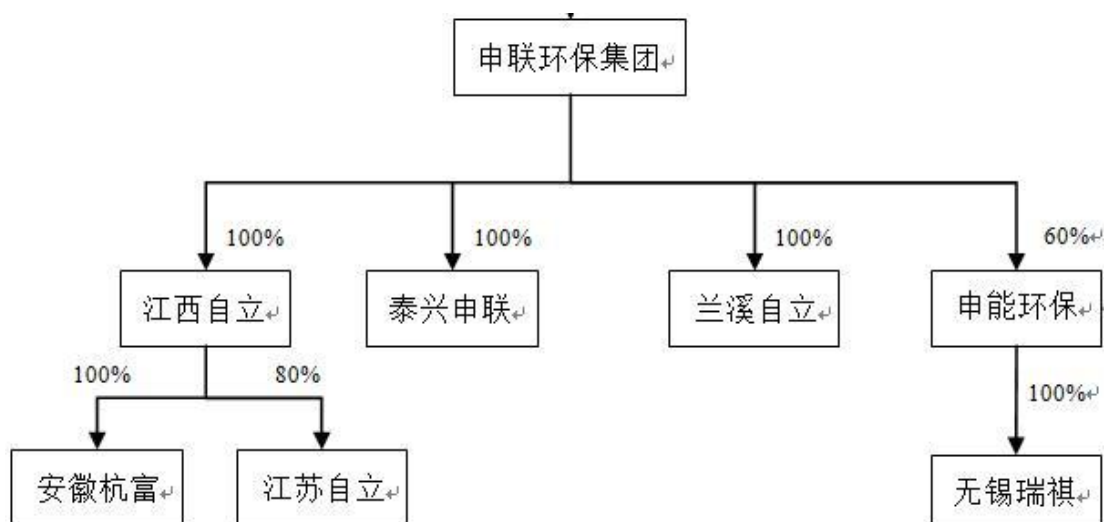 申联环保集团
100%
100%
100%
60%
江西自立
泰兴申联
兰溪自立
申能环保
100%
80%
100%
安徽杭富
江苏自立
无锡瑞祺